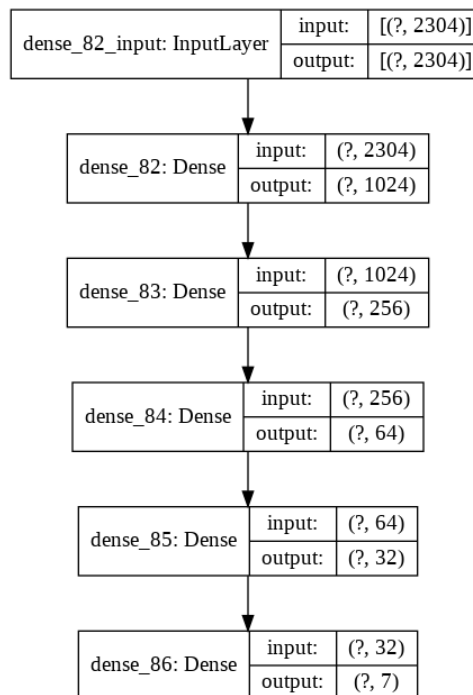 dense_82_input: InputLayer
input: [(?, 2304)]
output: [(?, 2304)]
dense_82: Dense
input: (?, 2304)
output: (?, 1024)
dense_83: Dense
input: (?, 1024)
output: (?, 256)
dense_84: Dense
input: (?, 256)
output: (?, 64)
dense_85: Dense
input: (?, 64)
output: (?, 32)
dense_86: Dense
input: (?, 32)
output: (?, 7)